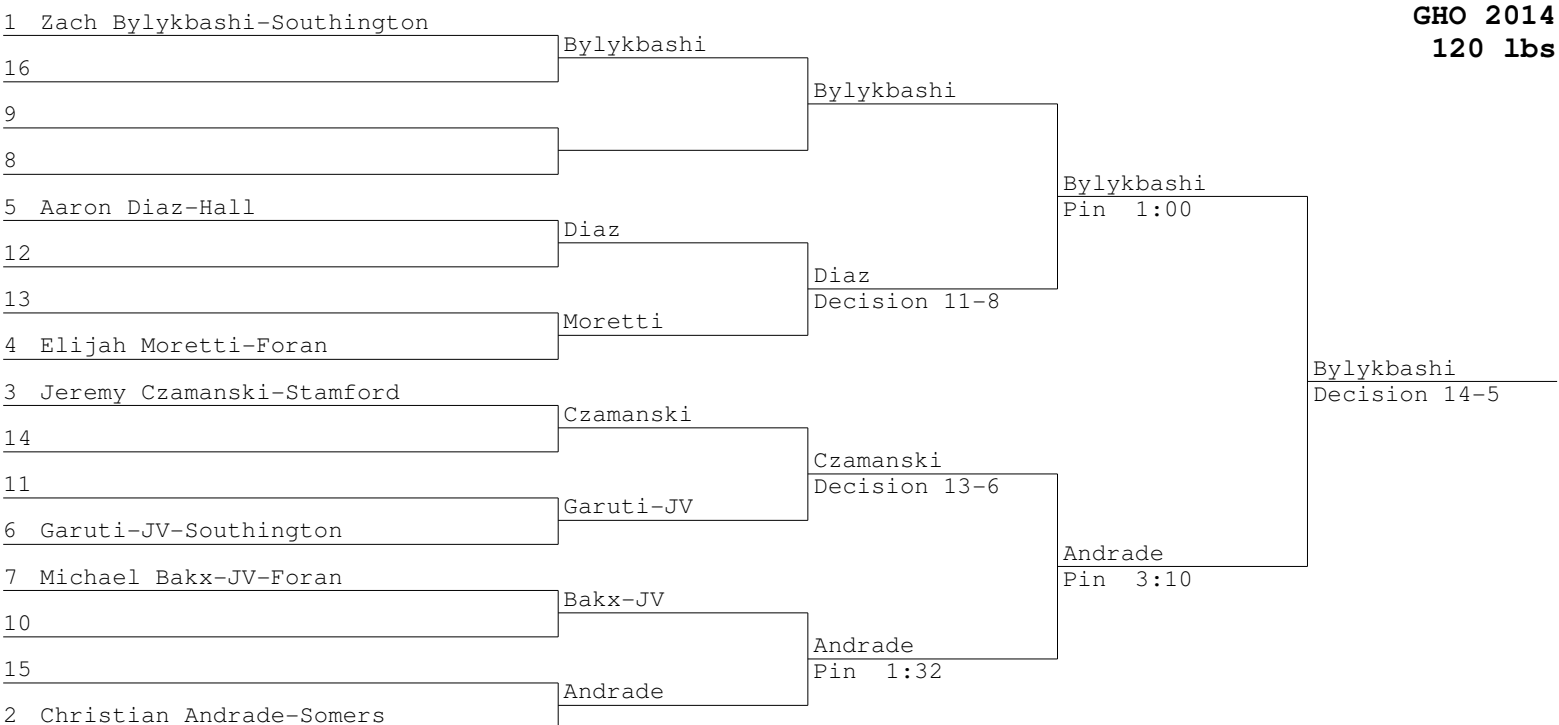 GHO 2014
120 lbs
1 Zach Bylykbashi-Southington
16
9
8
5 Aaron Diaz-Hall
12
13
4 Elijah Moretti-Foran
3 Jeremy Czamanski-Stamford
14
11
6 Garuti-JV-Southington
7 Michael Bakx-JV-Foran
10
15
2 Christian Andrade-Somers
Bylykbashi
Diaz
Moretti
Czamanski
Garuti-JV
Bakx-JV
Andrade
Bylykbashi
Diaz
Decision 11-8
Czamanski
Decision 13-6
Andrade
Pin 1:32
Bylykbashi
Pin 1:00
Andrade
Pin 3:10
Bylykbashi
Decision 14-5